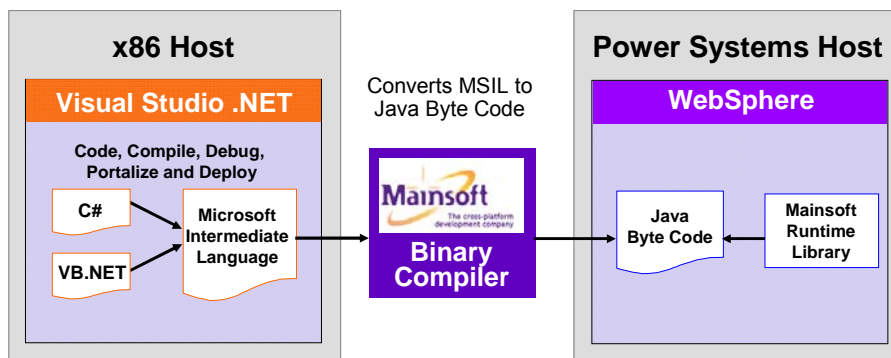 x86 Host
Visual Studio .NET
Code, Compile, Debug,
Portalize and Deploy
C#
VB.NET
Microsoft
Intermediate
Language
Converts MSIL to
Java Byte Code
Mainsoft
The cross-platform
development company
Binary
Compiler
Power Systems Host
WebSphere
Java
Byte Code
Mainsoft
Runtime
Library